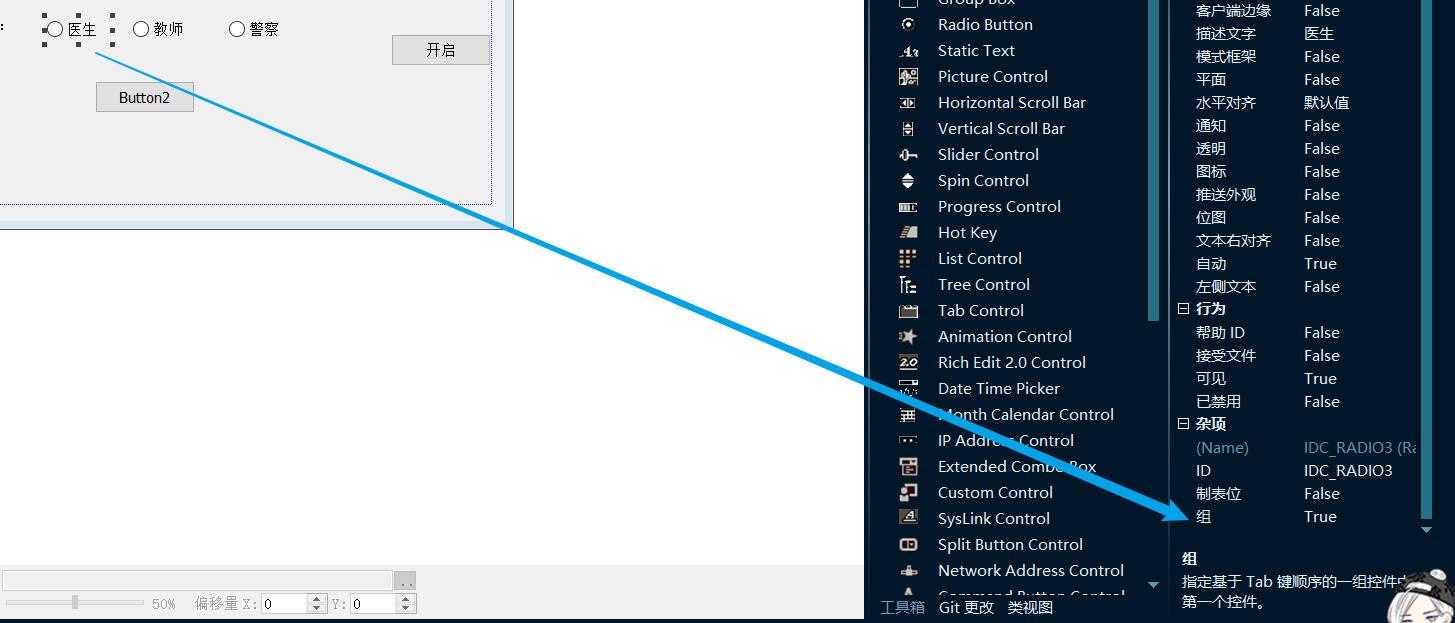 医生
教师
警察
开启
Button2
50%
偏移量 X: 0
Y: 0
Group Box
Radio Button
Static Text
Picture Control
Horizontal Scroll Bar
Vertical Scroll Bar
Slider Control
Spin Control
Progress Control
Hot Key
List Control
Tree Control
Tab Control
Animation Control
Rich Edit 2.0 Control
Date Time Picker
Month Calendar Control
IP Address Control
Extended Combo Box
Custom Control
SysLink Control
Split Button Control
Network Address Control
Command Button Control
工具箱 Git 更改 类视图
客户端边缘 False
描述文字 医生
模式框架 False
平面 False
水平对齐 默认值
通知 False
透明 False
图标 False
推送外观 False
位图 False
文本右对齐 False
自动 True
左侧文本 False
行为
帮助 ID False
接受文件 False
可见 True
已禁用 False
杂项
(Name) IDC_RADIO3 (Ra
ID IDC_RADIO3
制表位 False
组 True
组
指定基于 Tab 键顺序的一组控件中
第一个控件。